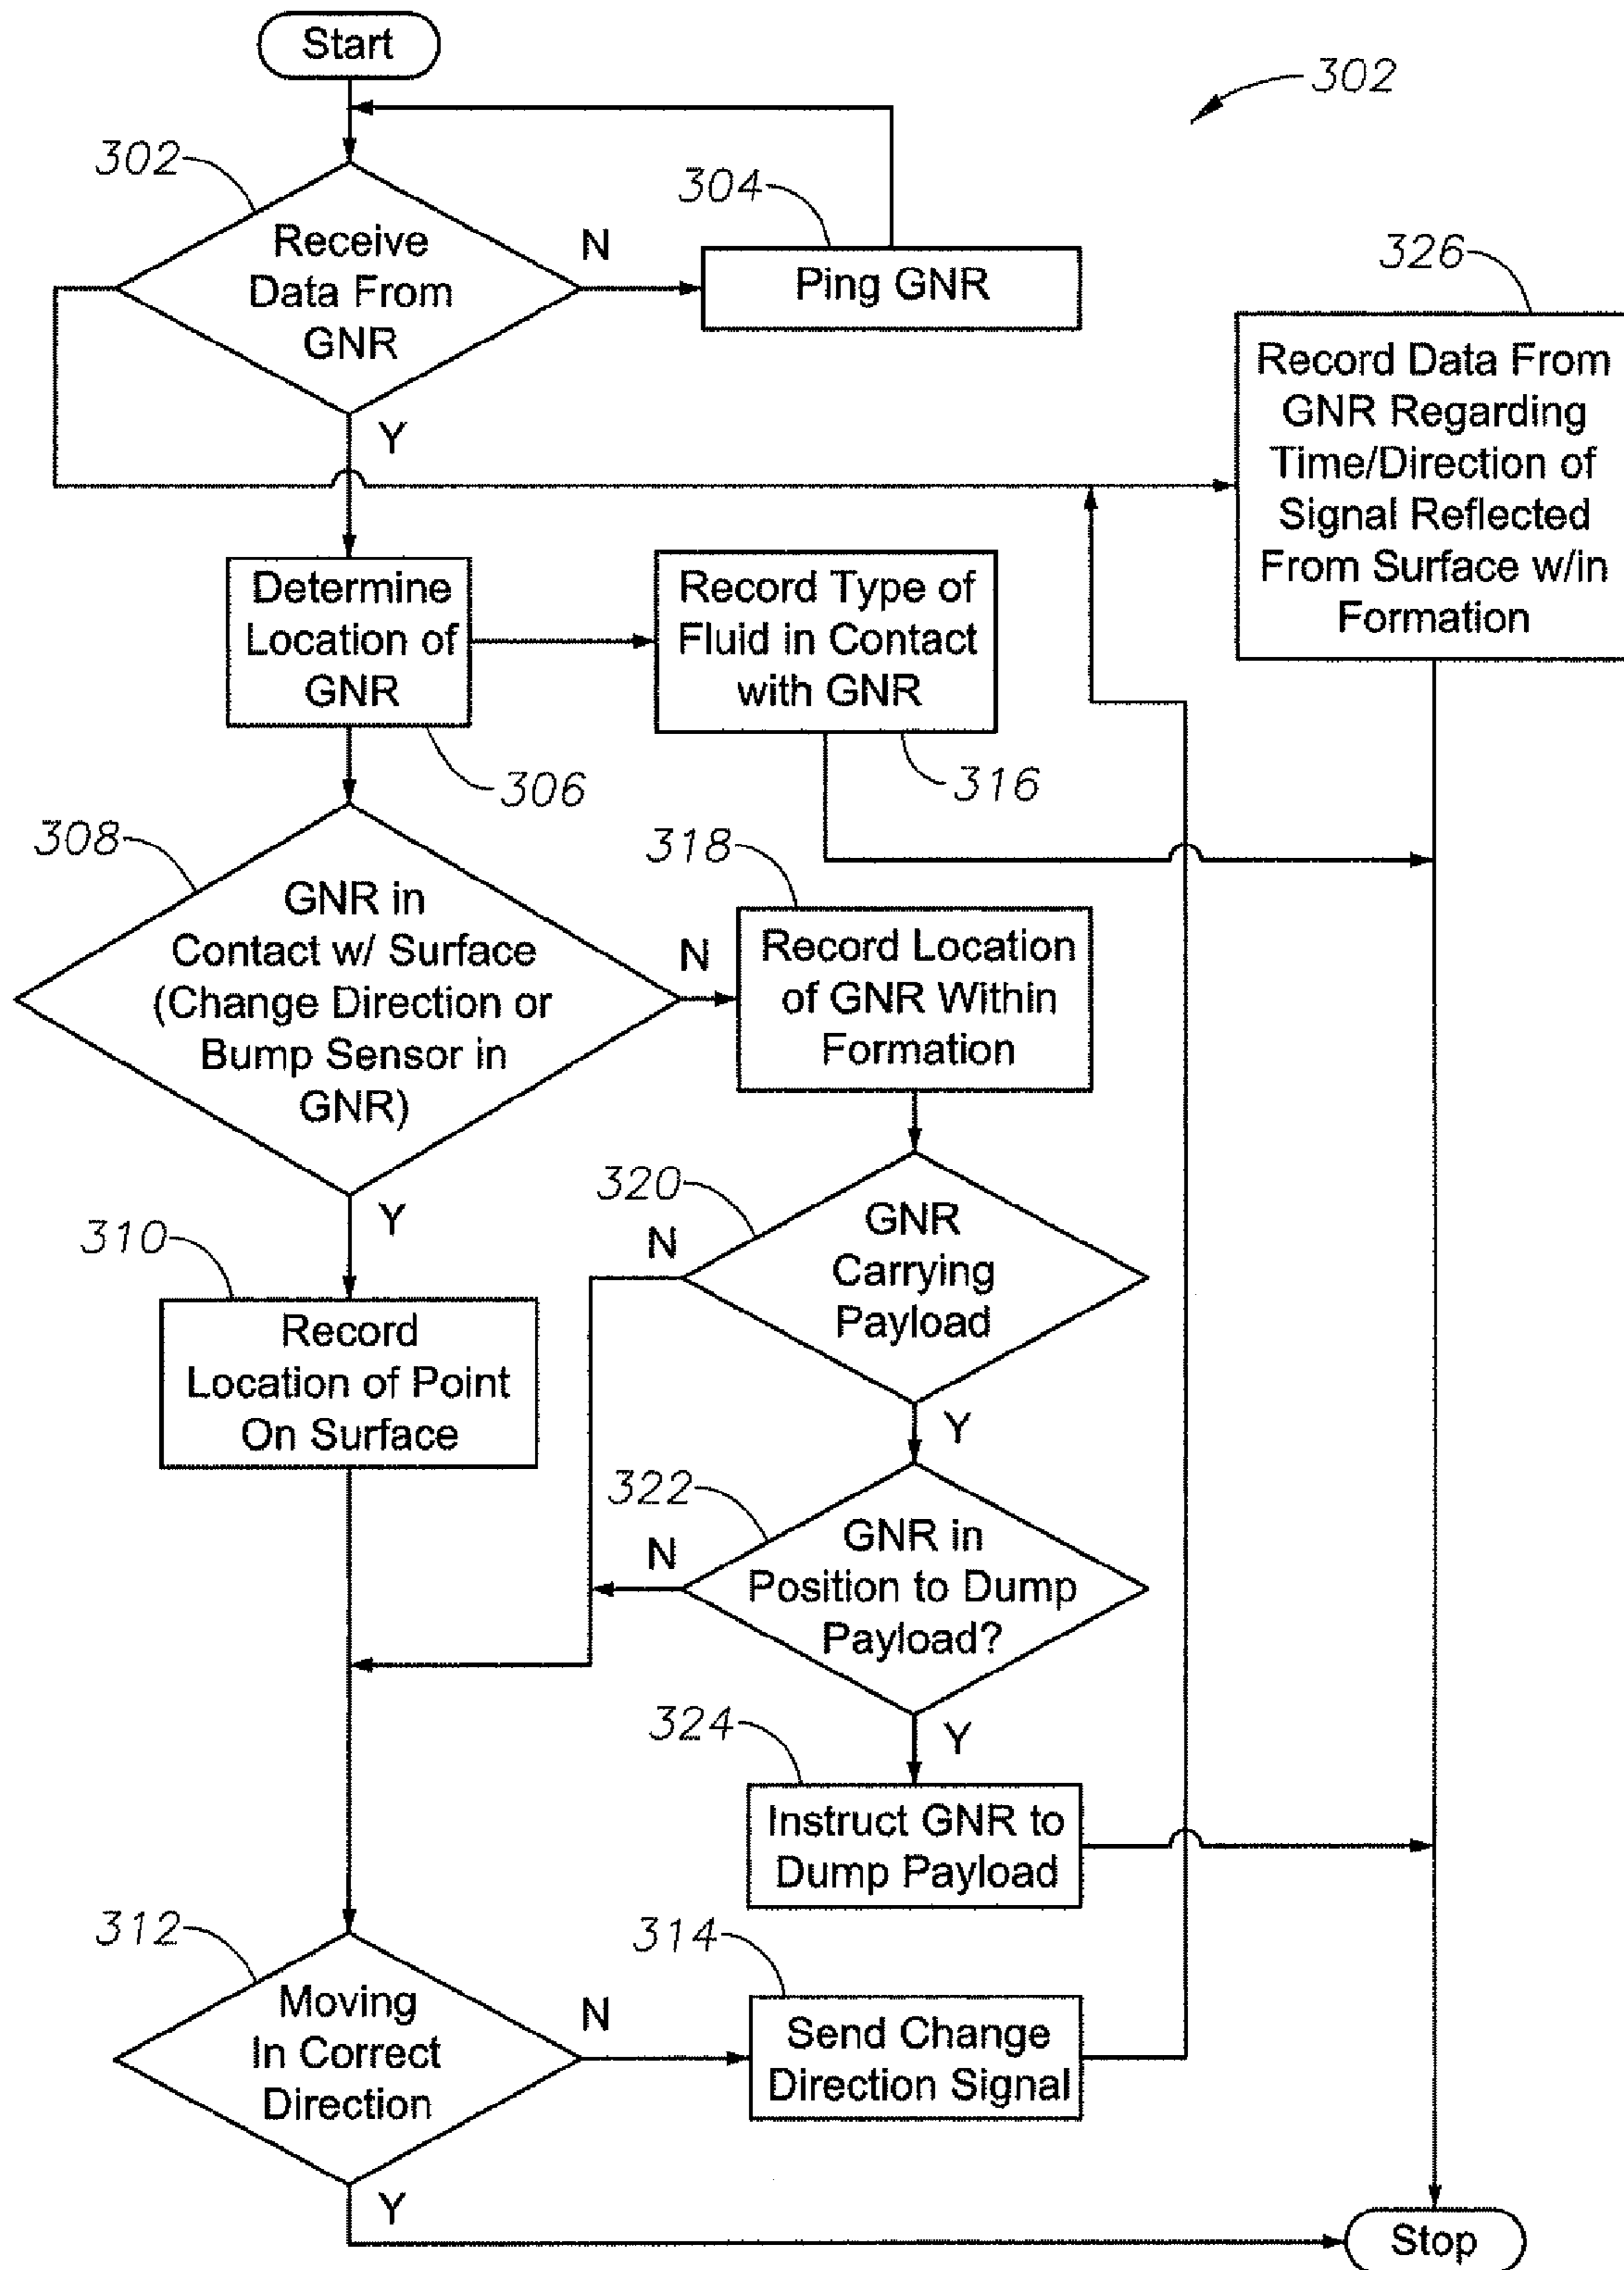 Start
302
302
Receive
Data From
GNR
N
304
Ping GNR
Y
326
Record Data From
GNR Regarding
Time/Direction of
Signal Reflected
From Surface w/in
Formation
Determine
Location of
GNR
306
Record Type of
Fluid in Contact
with GNR
316
308
GNR in
Contact w/ Surface
(Change Direction or
Bump Sensor in
GNR)
N
318
Record Location
of GNR Within
Formation
Y
310
Record
Location of Point
On Surface
320
GNR
Carrying
Payload
N
Y
322
GNR in
Position to Dump
Payload?
N
Y
324
Instruct GNR to
Dump Payload
312
Moving
In Correct
Direction
N
314
Send Change
Direction Signal
Y
Stop